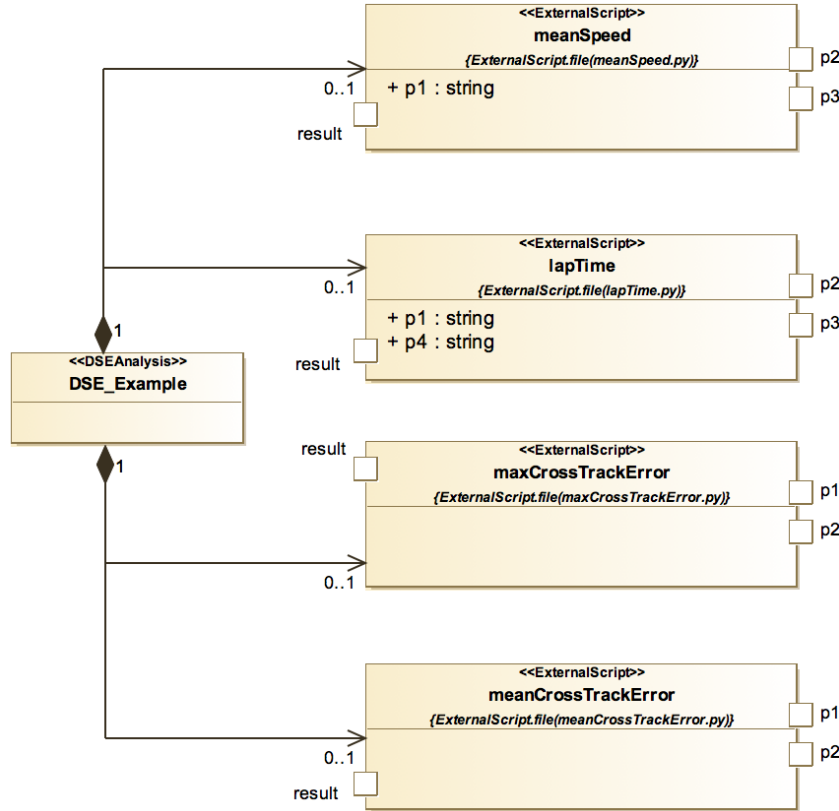 <<ExternalScript>>
meanSpeed
{ExternalScript.file(meanSpeed.py)}
p2
0..1
+ p1 : string
p3
result
<<ExternalScript>>
lapTime
{ExternalScript.file(lapTime.py)}
p2
0..1
+ p1 : string
p3
+ p4 : string
result
1
<<DSEAnalysis>>
DSE_Example
1
result
<<ExternalScript>>
maxCrossTrackError
{ExternalScript.file(maxCrossTrackError.py)}
p1
p2
0..1
<<ExternalScript>>
meanCrossTrackError
{ExternalScript.file(meanCrossTrackError.py)}
p1
p2
0..1
result